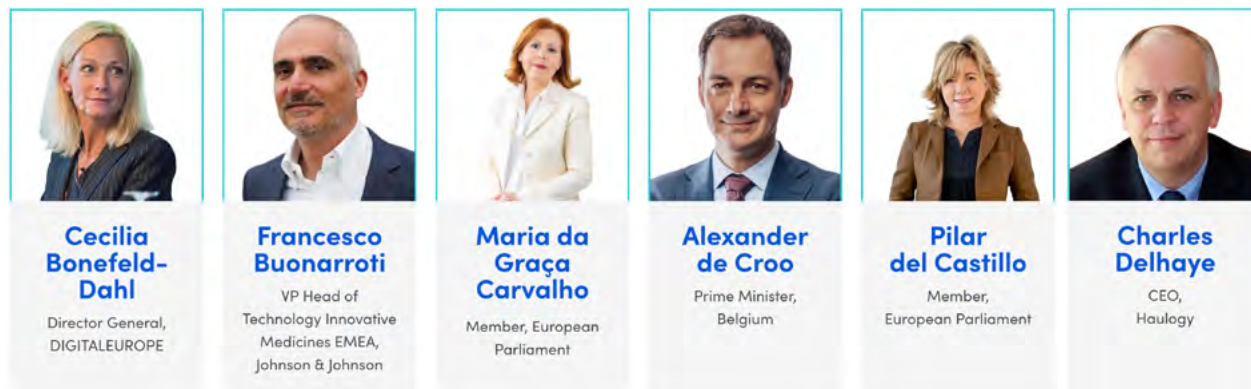 Cecilia
Bonefeld-
Dahl
Director General,
DIGITALEUROPE
Francesco
Buonarroti
VP Head of
Technology Innovative
Medicines EMEA,
Johnson & Johnson
Maria da
Graça
Carvalho
Member, European
Parliament
Alexander
de Croo
Prime Minister,
Belgium
Pilar
del Castillo
Member,
European Parliament
Charles
Delhaye
CEO,
Haulogy